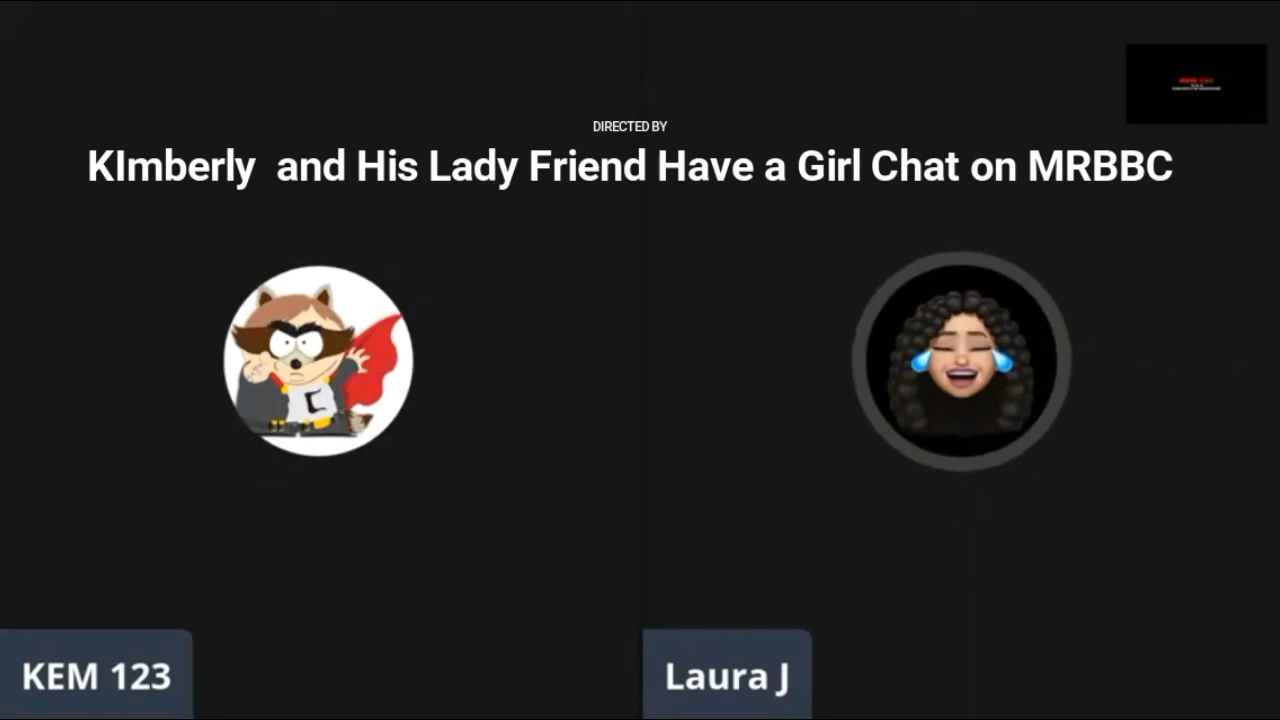 DIRECTED BY
KImberly  and His Lady Friend Have a Girl Chat on MRBBC
KEM 123
Laura J